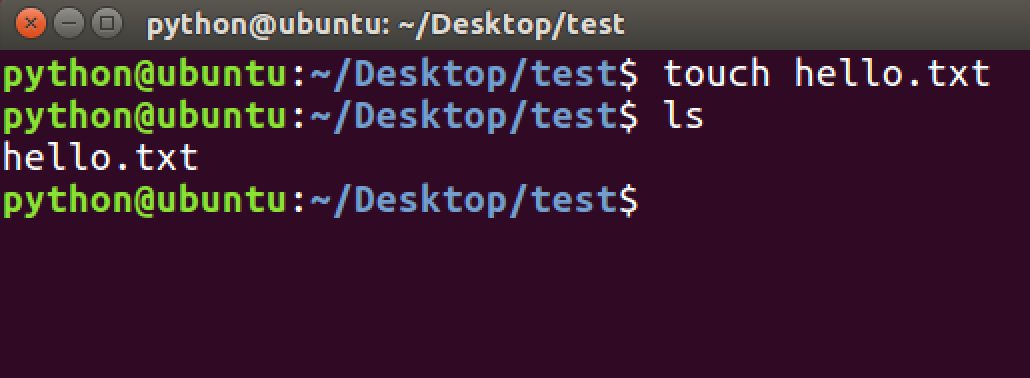 python@ubuntu: ~/Desktop/test
python@ubuntu:~/Desktop/test$ touch hello.txt
python@ubuntu:~/Desktop/test$ ls
hello.txt
python@ubuntu:~/Desktop/test$